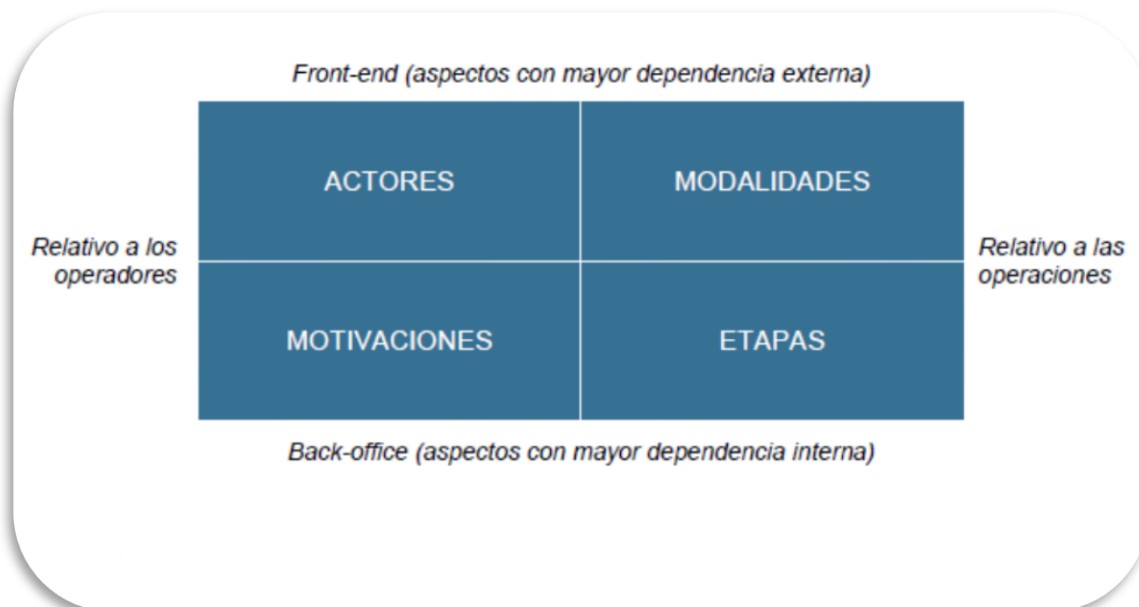 Front-end (aspectos con mayor dependencia externa)
ACTORES
MODALIDADES
Relativo a los
operadores
Relativo a las
operaciones
MOTIVACIONES
ETAPAS
Back-office (aspectos con mayor dependencia interna)